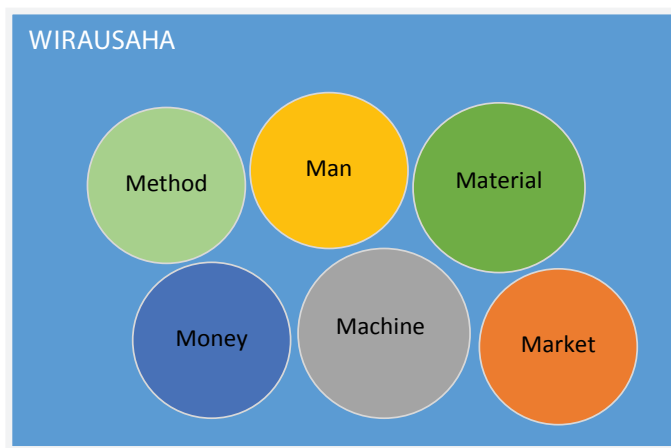 WIRAUSAHA
Method
Man
Material
Money
Machine
Market